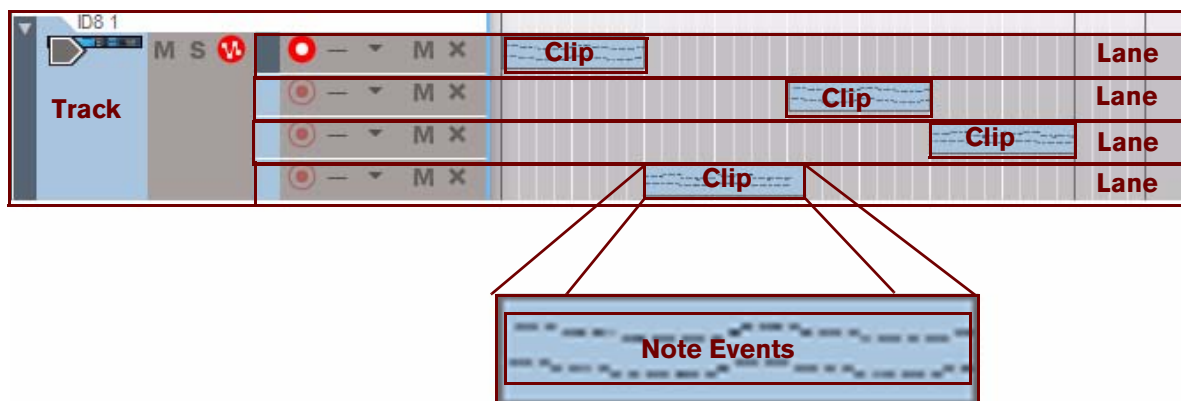 ID8 1
M S M X Clip Lane
Track M X Clip Lane
M X Clip Lane
M X Clip Lane
Note Events